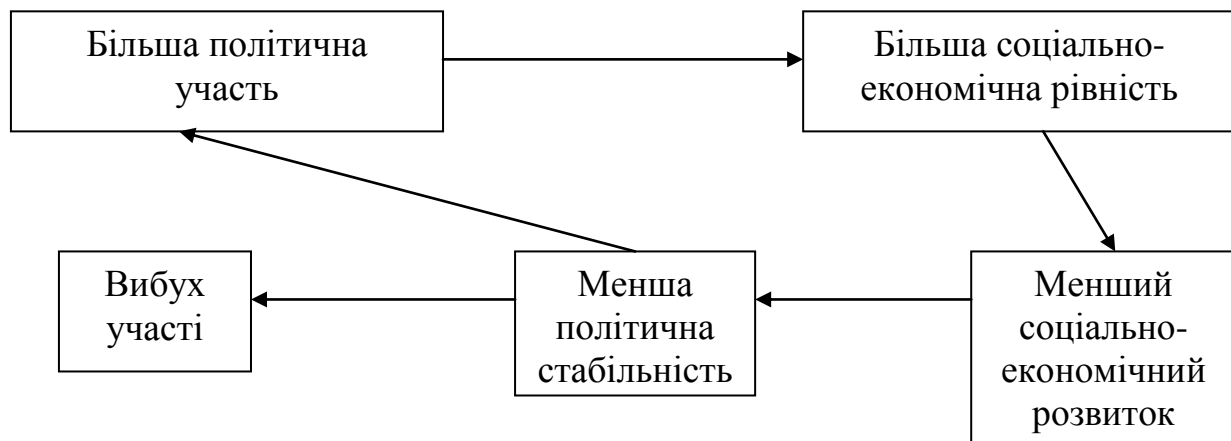 Більша політична
участь
Більша соціально-
економічна рівність
Вибух
участі
Менша
політична
стабільність
Менший
соціально-
економічний
розвиток